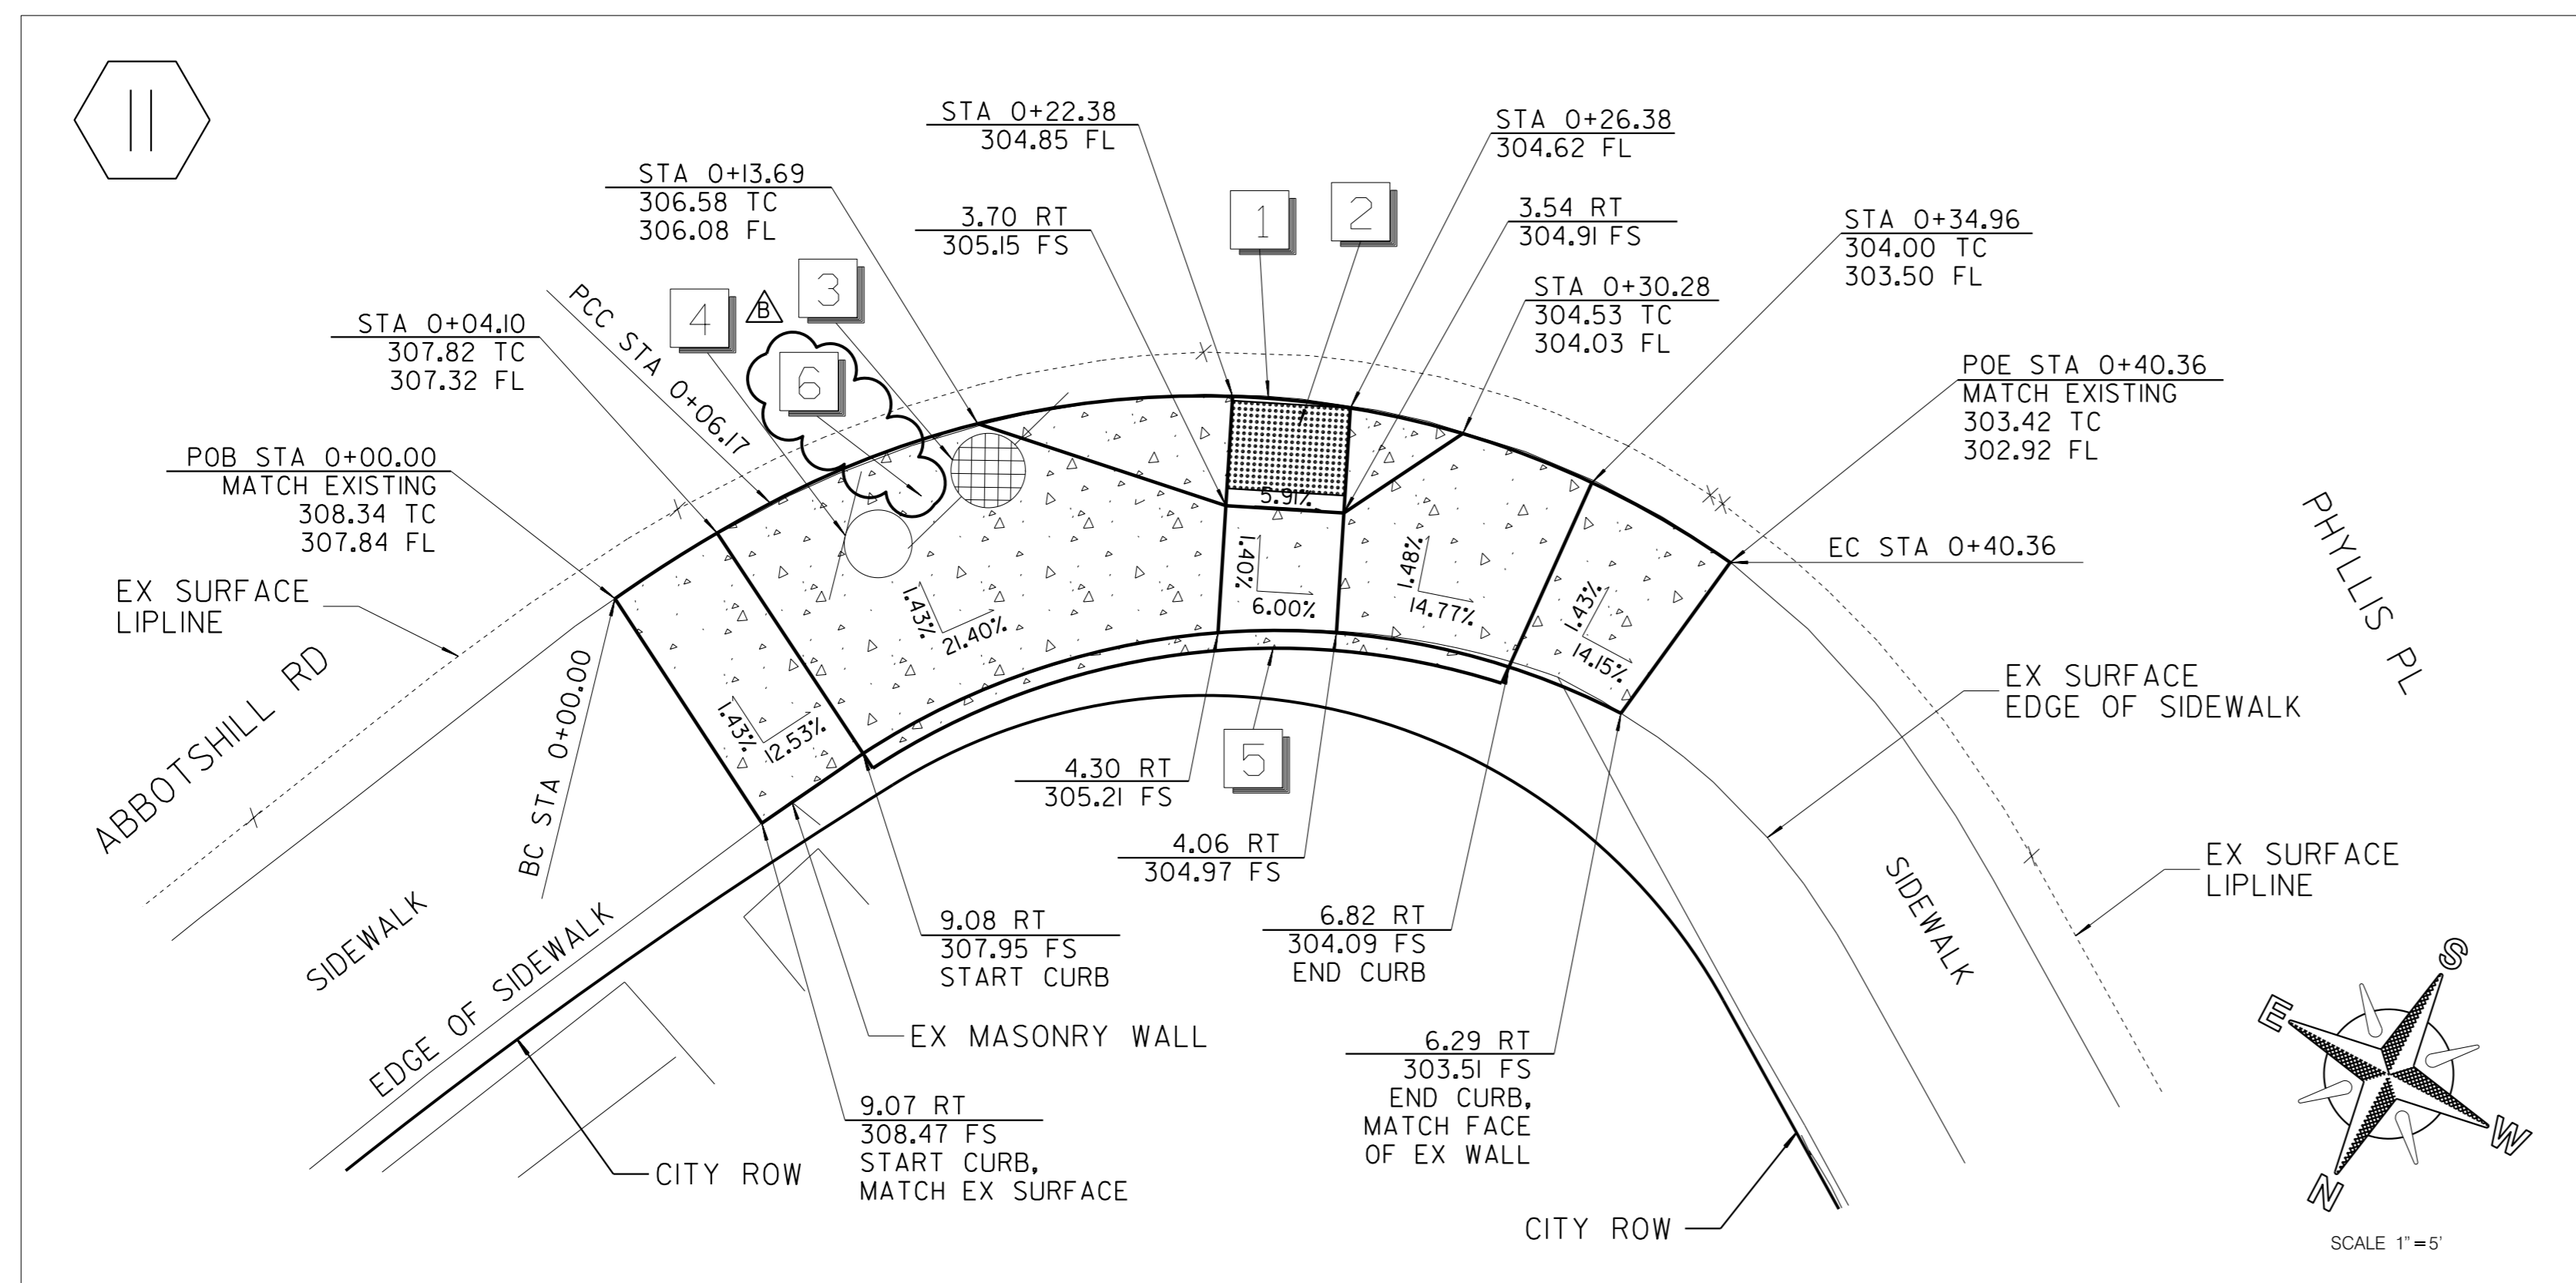 11
STA 0+22.38
304.85 FL
STA 0+26.38
304.62 FL
STA 0+13.69
306.58 TC
306.08 FL
3.70 RT
305.15 FS
1
2
3.54 RT
304.91 FS
STA 0+34.96
304.00 TC
303.50 FL
STA 0+30.28
304.53 TC
304.03 FL
3
4
B
6
PCC STA 0+06.17
STA 0+04.10
307.82 TC
307.32 FL
POE STA 0+40.36
MATCH EXISTING
303.42 TC
302.92 FL
POB STA 0+00.00
MATCH EXISTING
308.34 TC
307.84 FL
5.91%
1.40%
6.00%
1.48%
14.77%
1.43%
14.15%
1.43%
21.40%
1.43%
12.53%
EC STA 0+40.36
PHYLLIS PL
EX SURFACE
LIPLINE
ABBOTSHILL RD
BC STA 0+00.00
EX SURFACE
EDGE OF SIDEWALK
5
4.30 RT
305.21 FS
4.06 RT
304.97 FS
EX SURFACE
LIPLINE
SIDEWALK
SIDEWALK
EDGE OF SIDEWALK
9.08 RT
307.95 FS
START CURB
6.82 RT
304.09 FS
END CURB
EX MASONRY WALL
6.29 RT
303.51 FS
END CURB,
MATCH FACE
OF EX WALL
9.07 RT
308.47 FS
START CURB,
MATCH EX SURFACE
CITY ROW
CITY ROW
S
E
W
N
SCALE 1"=5'